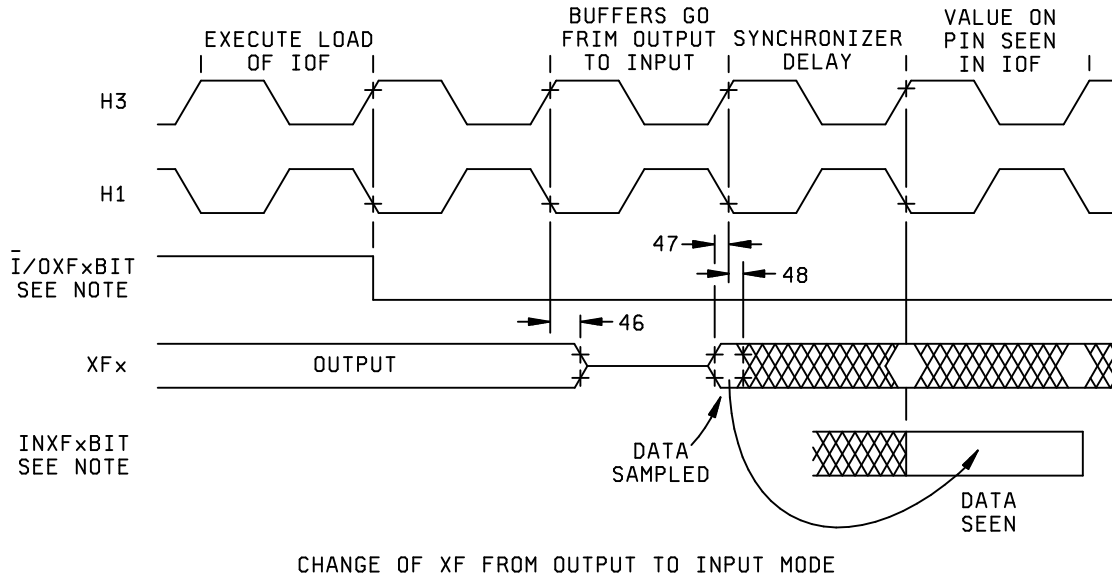 EXECUTE LOAD
OF IOF
BUFFERS GO
FRIM OUTPUT
TO INPUT
SYNCHRONIZER
DELAY
VALUE ON
PIN SEEN
IN IOF
H3
H1
47
48
Ī/OXFxBIT
SEE NOTE
46
XFx
OUTPUT
INXFxBIT
SEE NOTE
DATA
SAMPLED
DATA
SEEN
CHANGE OF XF FROM OUTPUT TO INPUT MODE